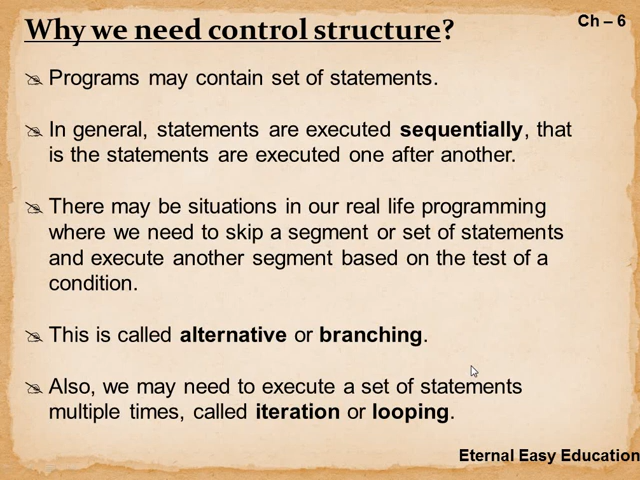 Why we need control structure?
Ch – 6
Programs may contain set of statements.
In general, statements are executed sequentially, that
is the statements are executed one after another.
There may be situations in our real life programming
where we need to skip a segment or set of statements
and execute another segment based on the test of a
condition.
This is called alternative or branching.
Also, we may need to execute a set of statements
multiple times, called iteration or looping.
Eternal Easy Education